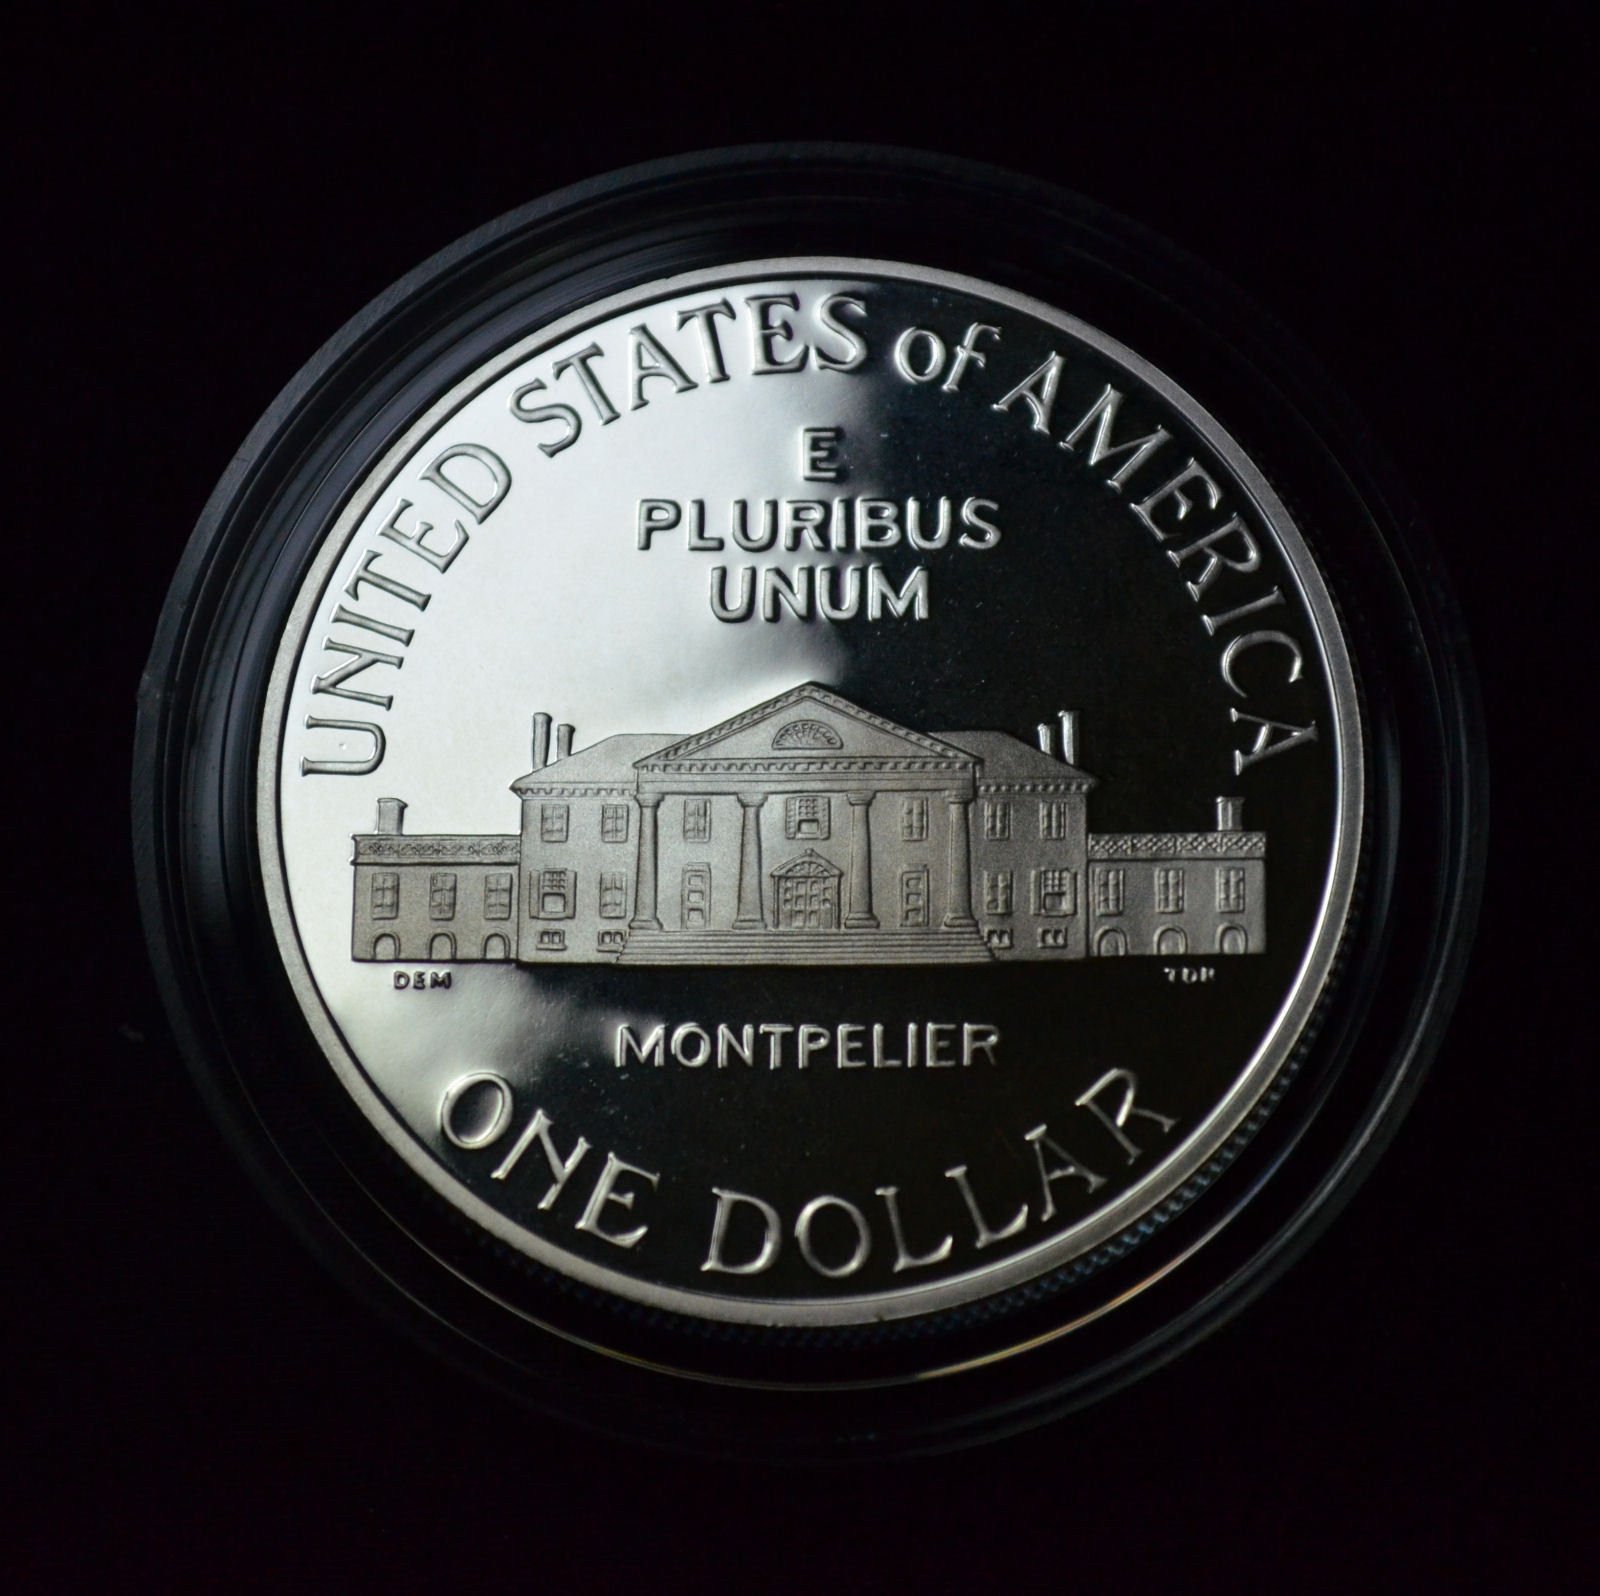 UNITED STATES of AMERICA
E
PLURIBUS
UNUM
DEM
TDR
MONTPELIER
ONE DOLLAR